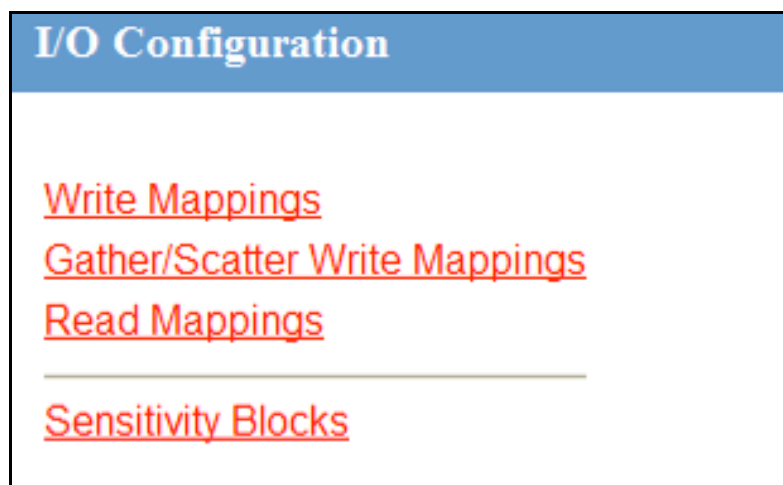 I/O Configuration
Write Mappings
Gather/Scatter Write Mappings
Read Mappings
Sensitivity Blocks